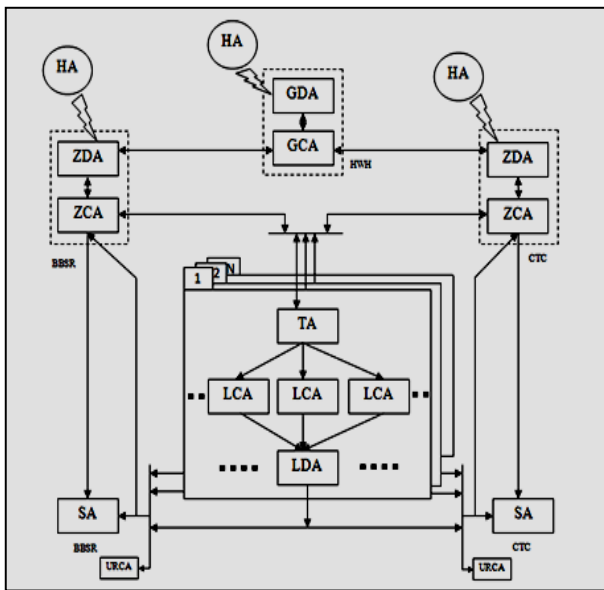 HA
HA
HA
GDA
GCA
HWH
ZDA
ZCA
BBSR
ZDA
ZCA
CTC
1
2
N
TA
LCA
LCA
LCA
LDA
SA
BBSR
URCA
SA
CTC
URCA